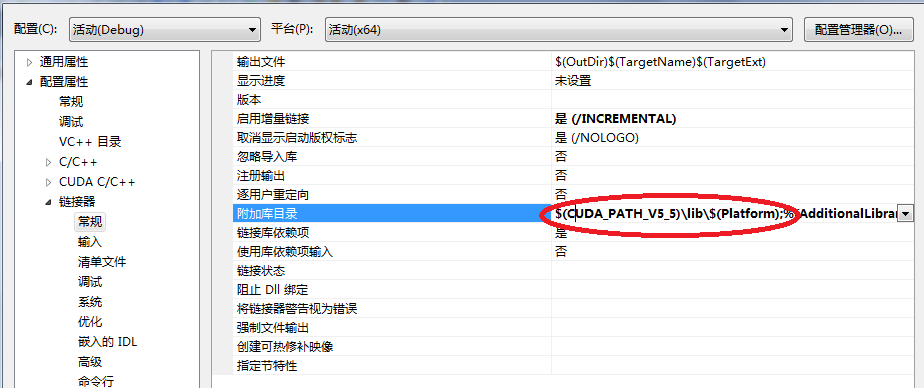 配置(C): 活动(Debug) 平台(P): 活动(x64) 配置管理器(O)...
通用属性
配置属性
常规
调试
VC++ 目录
C/C++
CUDA C/C++
链接器
常规
输入
清单文件
调试
系统
优化
嵌入的 IDL
高级
命令行
输出文件 $(OutDir)$(TargetName)$(TargetExt)
显示进度 未设置
版本
启用增量链接 是 (/INCREMENTAL)
取消显示启动版权标志 是 (/NOLOGO)
忽略导入库 否
注册输出 否
逐用户重定向 否
附加库目录 $(CUDA_PATH_V5_5)\lib\$(Platform);%(AdditionalLibra
链接库依赖项 是
使用库依赖项输入 否
链接状态
阻止 Dll 绑定
将链接器警告视为错误
强制文件输出
创建可热修补映像
指定节特性